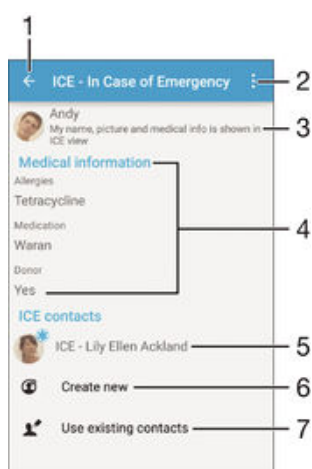 1
ICE - In Case of Emergency
2
Andy
My name, picture and medical info is shown in
ICE view
3
Medical information
Allergies
Tetracycline
Medication
Waran
4
Donor
Yes
ICE contacts
ICE - Lily Ellen Ackland
5
Create new
6
Use existing contacts
7